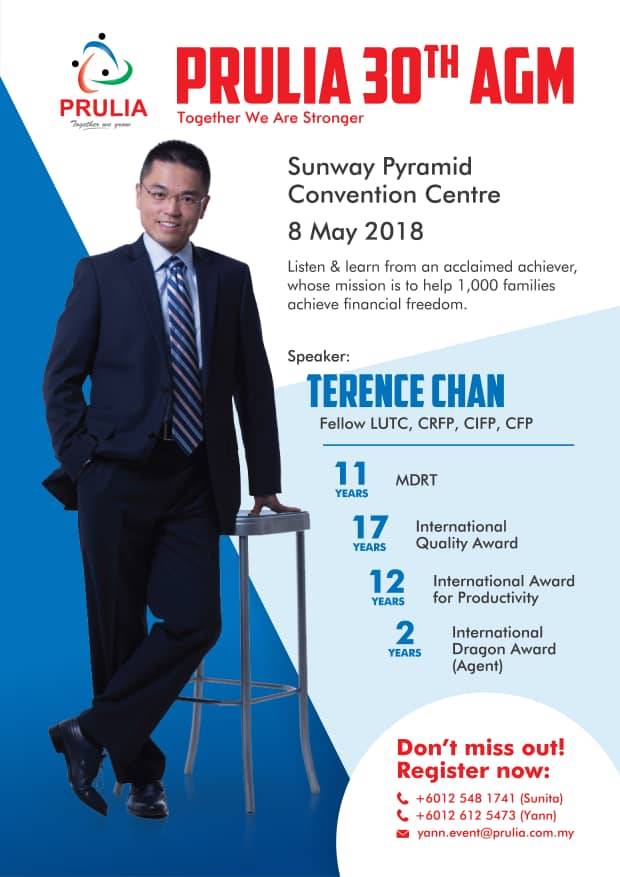 PRULIA
Together we grow
PRULIA 30TH AGM
Together We Are Stronger
Sunway Pyramid
Convention Centre
8 May 2018
Listen & learn from an acclaimed achiever,
whose mission is to help 1,000 families
achieve financial freedom.
Speaker:
TERENCE CHAN
Fellow LUTC, CRFP, CIFP, CFP
11
YEARS
MDRT
17
YEARS
International
Quality Award
12
YEARS
International Award
for Productivity
2
YEARS
International
Dragon Award
(Agent)
Don't miss out!
Register now:
+6012 548 1741 (Sunita)
+6012 612 5473 (Yann)
yann.event@prulia.com.my